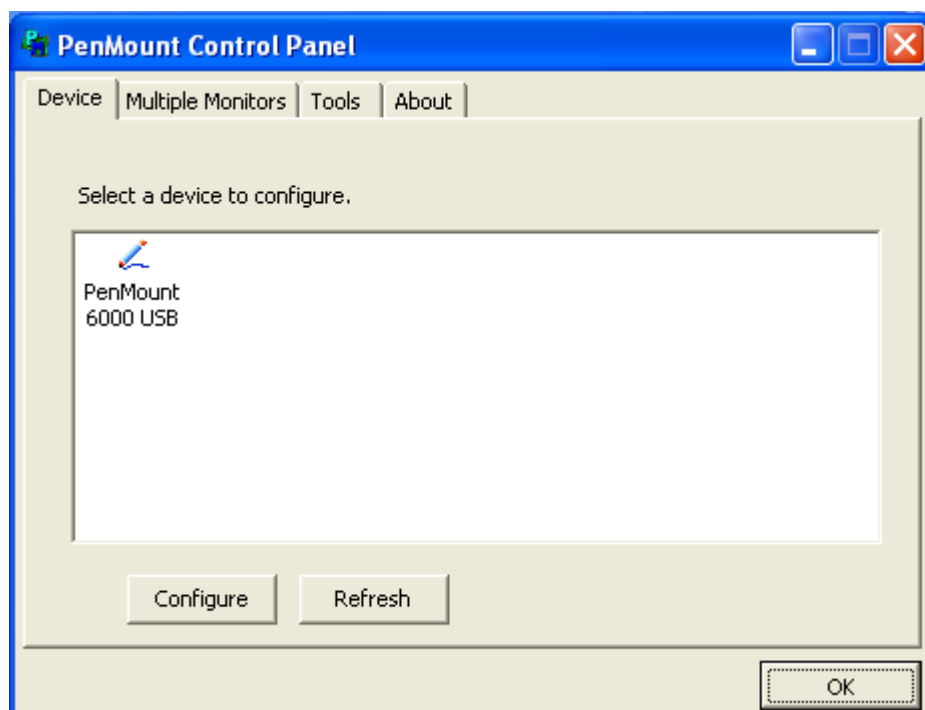 PenMount Control Panel
Device Multiple Monitors Tools About
Select a device to configure.
PenMount
6000 USB
Configure Refresh
OK